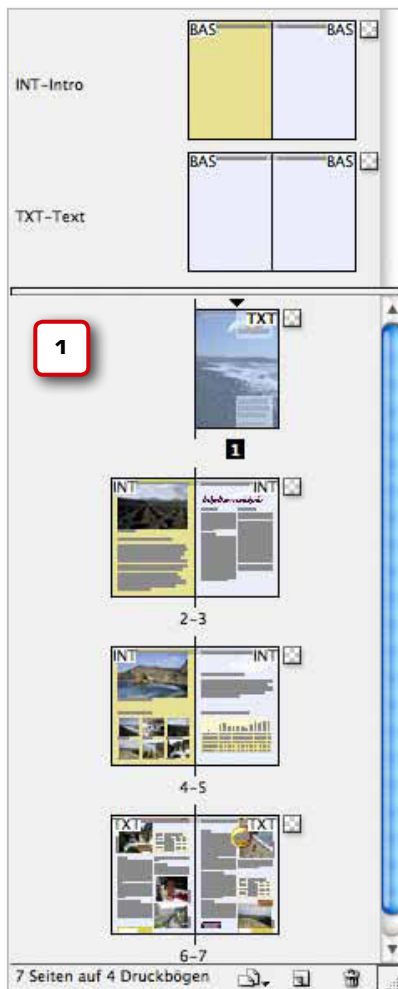 BAS BAS
INT-Intro
BAS BAS
TXT-Text
1
TXT
1
INT INT
2-3
INT INT
4-5
TXT TXT
6-7
7 Seiten auf 4 Druckbögen